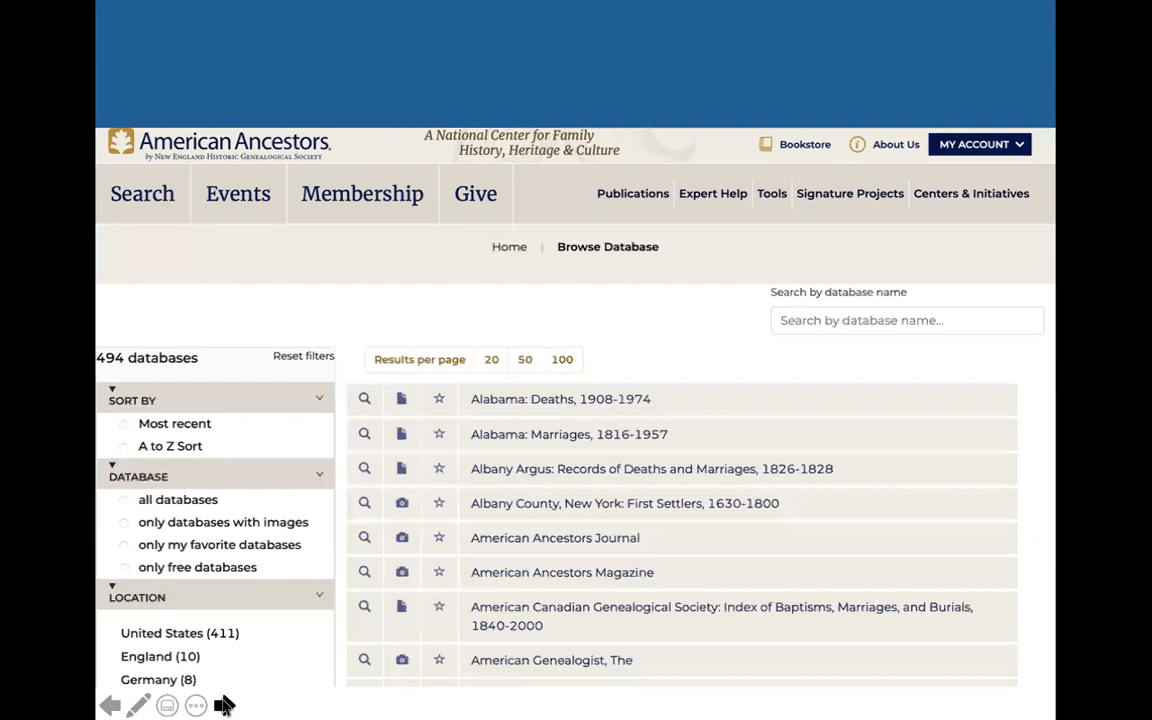 American Ancestors.
by NEW ENGLAND HISTORIC GENEALOGICAL SOCIETY
A National Center for Family
History, Heritage & Culture
Bookstore
About Us
MY ACCOUNT
Search
Events
Membership
Give
Publications
Expert Help
Tools
Signature Projects
Centers & Initiatives
Home | Browse Database
Search by database name
Search by database name...
494 databases
Reset filters
Results per page 20 50 100
SORT BY
Most recent
A to Z Sort
DATABASE
all databases
only databases with images
only my favorite databases
only free databases
LOCATION
United States (411)
England (10)
Germany (8)
Alabama: Deaths, 1908-1974
Alabama: Marriages, 1816-1957
Albany Argus: Records of Deaths and Marriages, 1826-1828
Albany County, New York: First Settlers, 1630-1800
American Ancestors Journal
American Ancestors Magazine
American Canadian Genealogical Society: Index of Baptisms, Marriages, and Burials,
1840-2000
American Genealogist, The